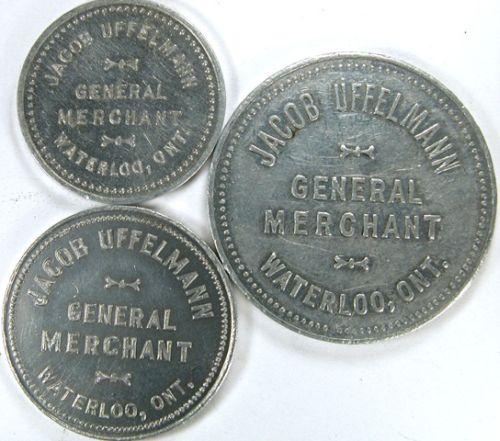 JACOB UFFELMANN
GENERAL
MERCHANT
WATERLOO, ONT.
JACOB UFFELMANN
GENERAL
MERCHANT
WATERLOO, ONT.
JACOB UFFELMANN
GENERAL
MERCHANT
WATERLOO, ONT.